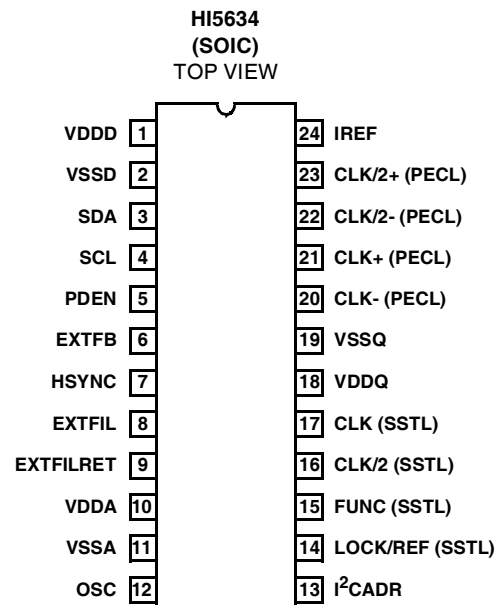 HI5634
(SOIC)
TOP VIEW
VDDD 1 24 IREF
VSSD 2 23 CLK/2+ (PECL)
SDA 3 22 CLK/2- (PECL)
SCL 4 21 CLK+ (PECL)
PDEN 5 20 CLK- (PECL)
EXTFB 6 19 VSSQ
HSYNC 7 18 VDDQ
EXTFIL 8 17 CLK (SSTL)
EXTFILRET 9 16 CLK/2 (SSTL)
VDDA 10 15 FUNC (SSTL)
VSSA 11 14 LOCK/REF (SSTL)
OSC 12 13 I²CADR